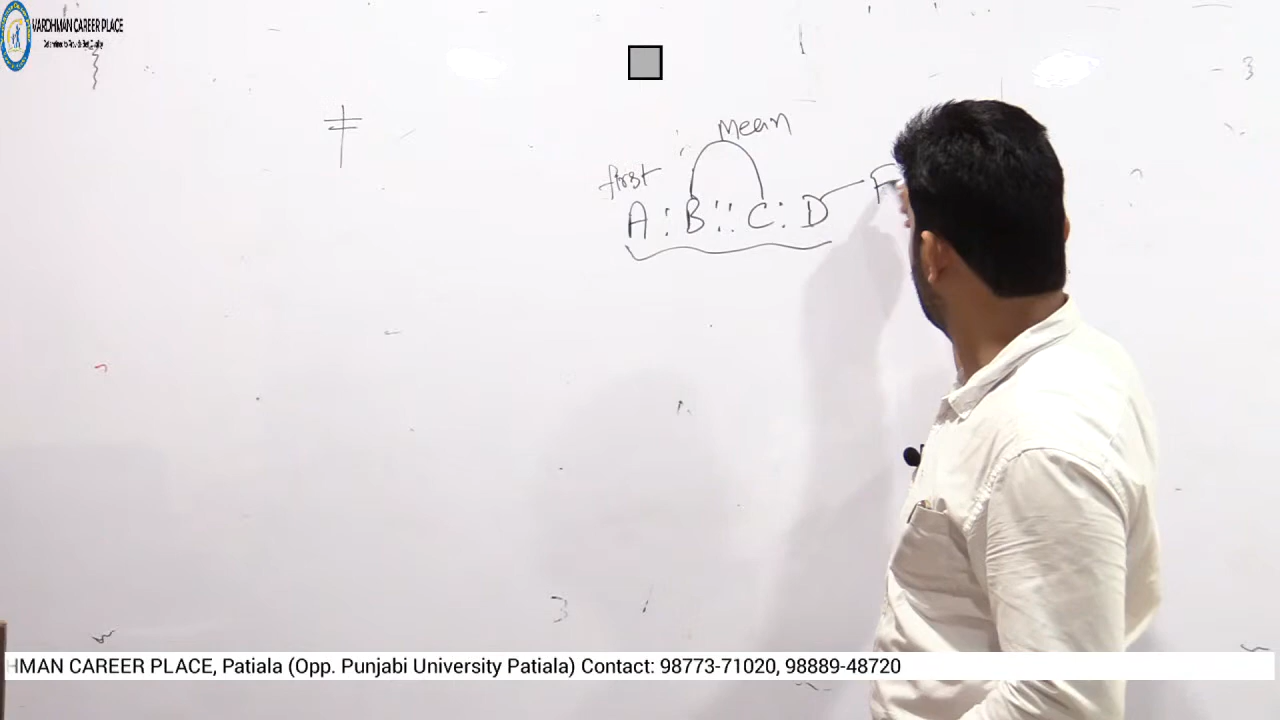 VARDHMAN CAREER PLACE
Mean
first
A : B :: C : D — F
HMAN CAREER PLACE, Patiala (Opp. Punjabi University Patiala) Contact: 98773-71020, 98889-48720